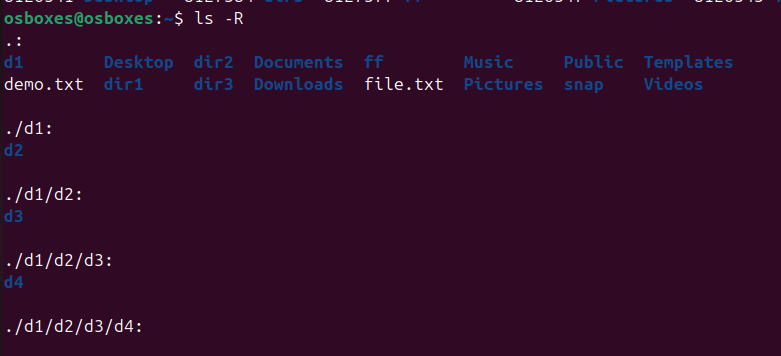 osboxes@osboxes:~$ ls -R
.:
d1 Desktop dir2 Documents ff Music Public Templates
demo.txt dir1 dir3 Downloads file.txt Pictures snap Videos
./d1:
d2
./d1/d2:
d3
./d1/d2/d3:
d4
./d1/d2/d3/d4: